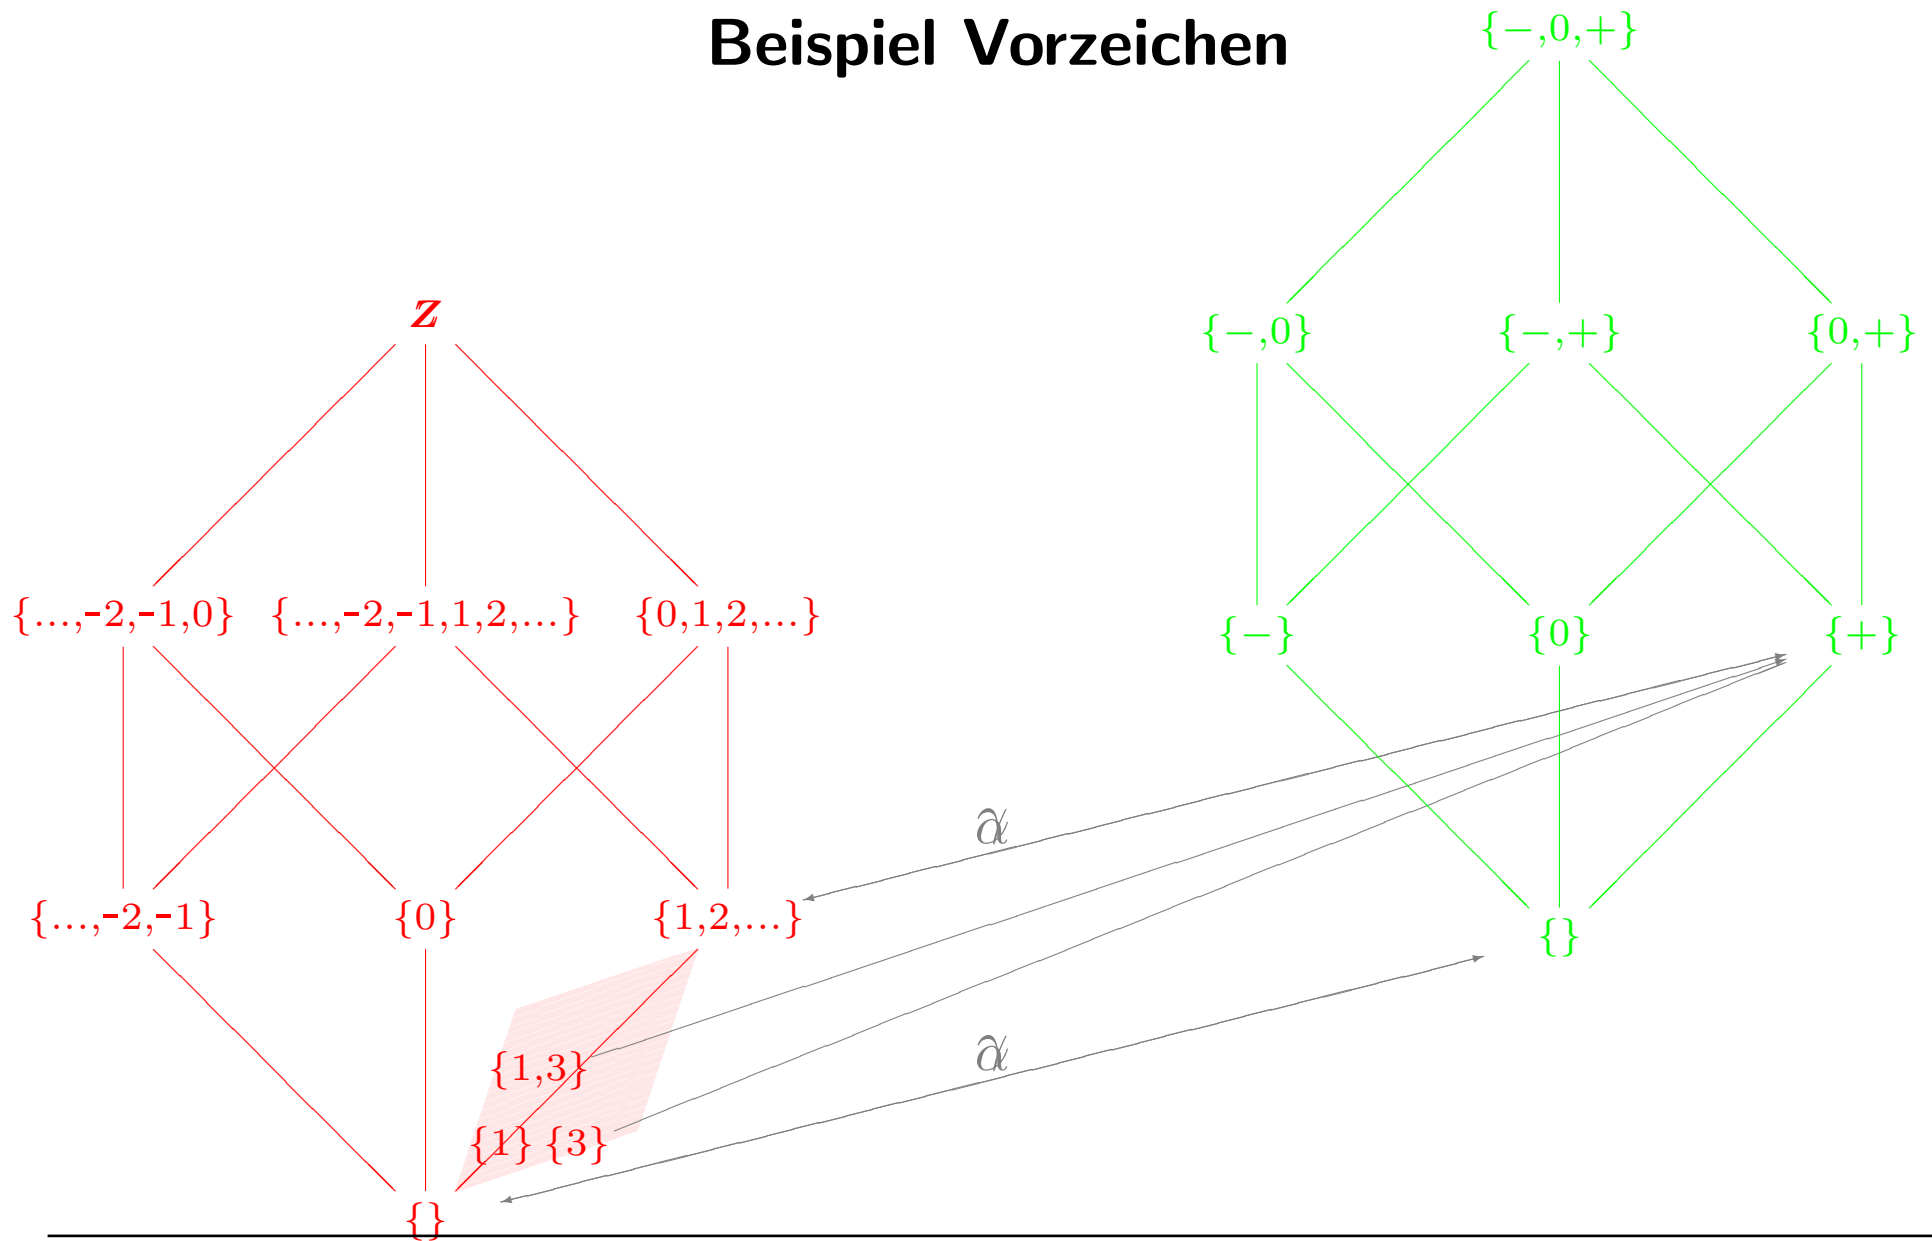 Beispiel Vorzeichen
{−,0,+}
Z
{−,0} {−,+} {0,+}
{...,-2,-1,0} {...,-2,-1,1,2,...} {0,1,2,...}
{−} {0} {+}
{...,-2,-1} {0} {1,2,...}
{}
{1,3}
{1} {3}
{}